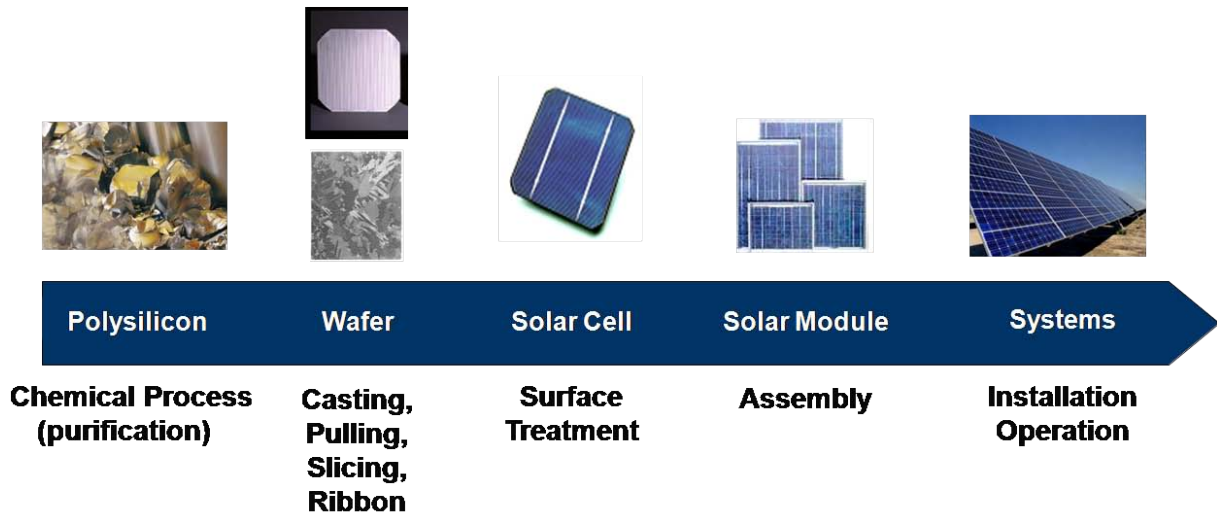 Polysilicon
Wafer
Solar Cell
Solar Module
Systems
Chemical Process
(purification)
Casting,
Pulling,
Slicing,
Ribbon
Surface
Treatment
Assembly
Installation
Operation